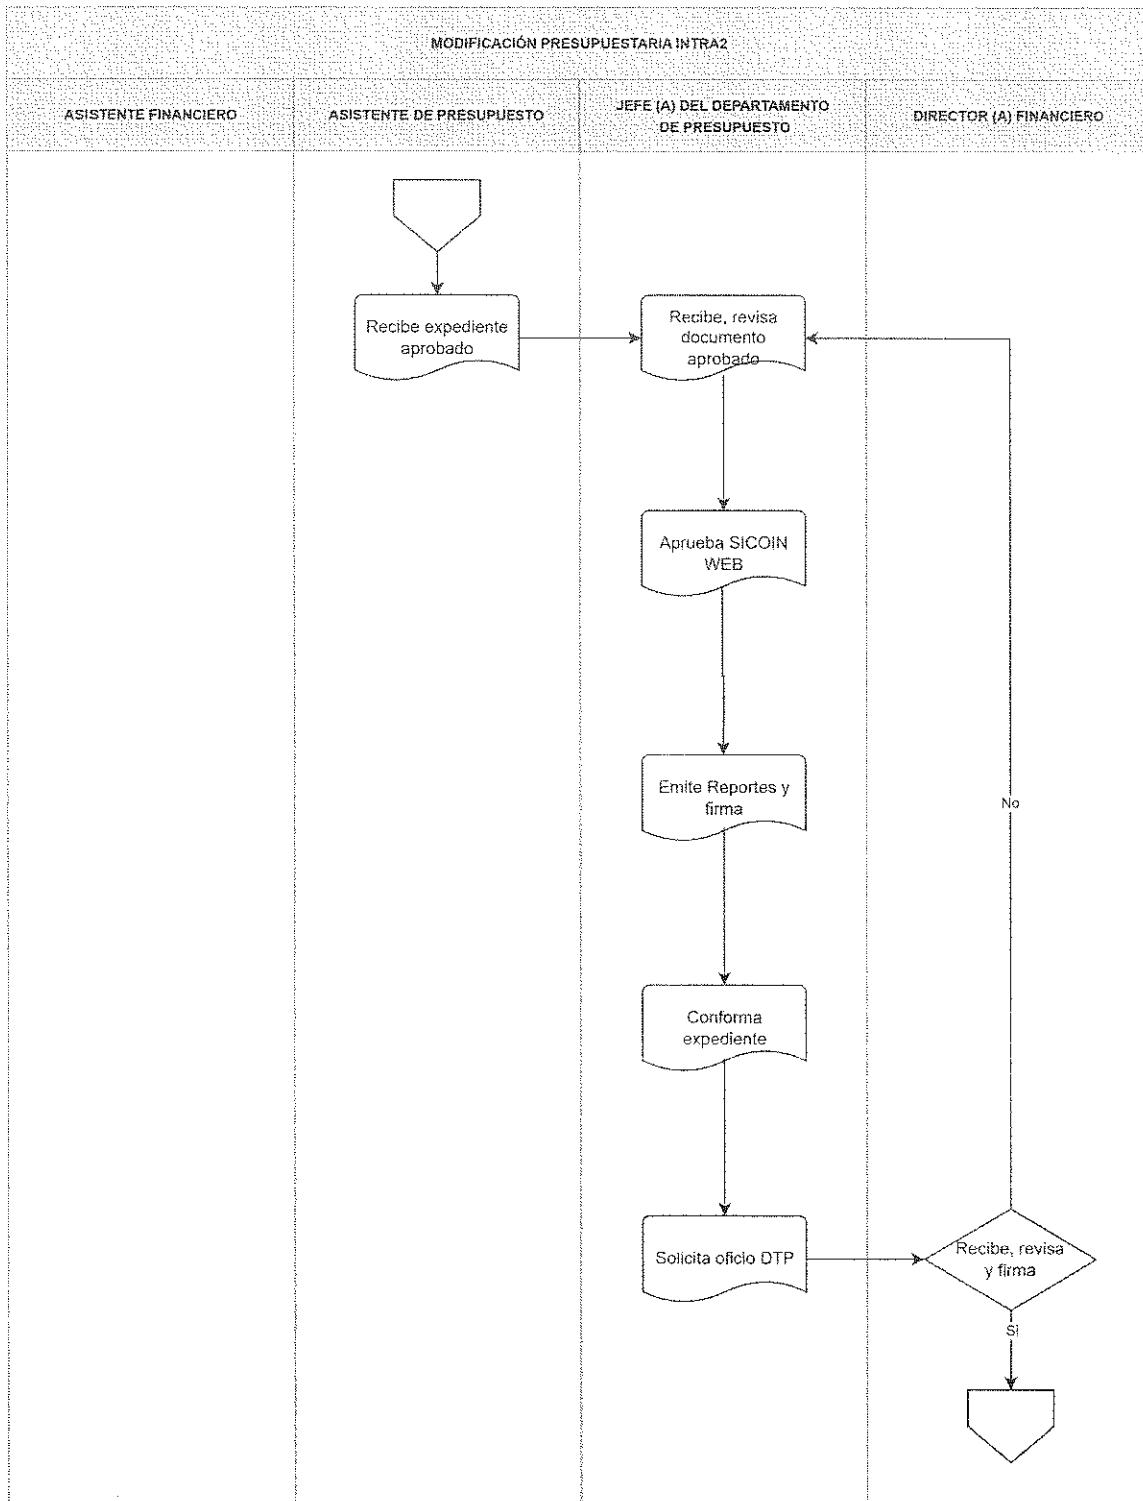 MODIFICACIÓN PRESUPUESTARIA INTRA2
ASISTENTE FINANCIERO
ASISTENTE DE PRESUPUESTO
JEFE (A) DEL DEPARTAMENTO
DE PRESUPUESTO
DIRECTOR (A) FINANCIERO
Recibe expediente
aprobado
Recibe, revisa
documento
aprobado
Aprueba SICOIN
WEB
Emite Reportes y
firma
No
Conforma
expediente
Solicita oficio DTP
Recibe, revisa
y firma
Sí